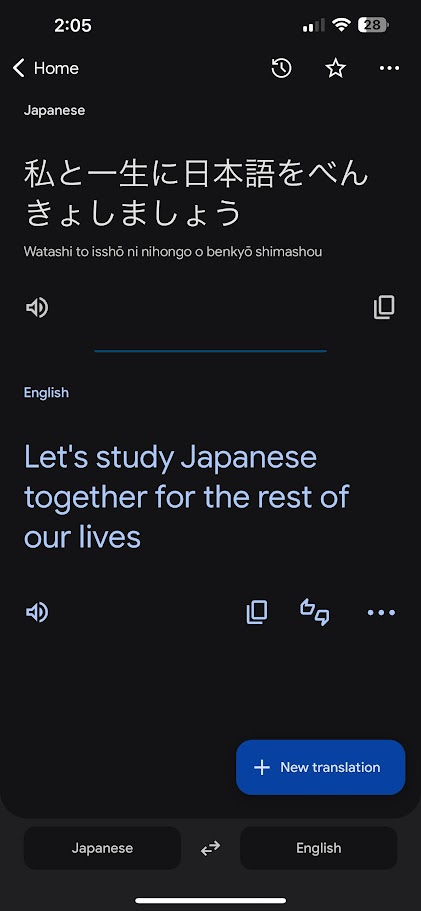 2:05
28
Home
Japanese
私と一生に日本語をべん
きょしましょう
Watashi to isshō ni nihongo o benkyō shimashou
English
Let's study Japanese
together for the rest of
our lives
New translation
Japanese
English